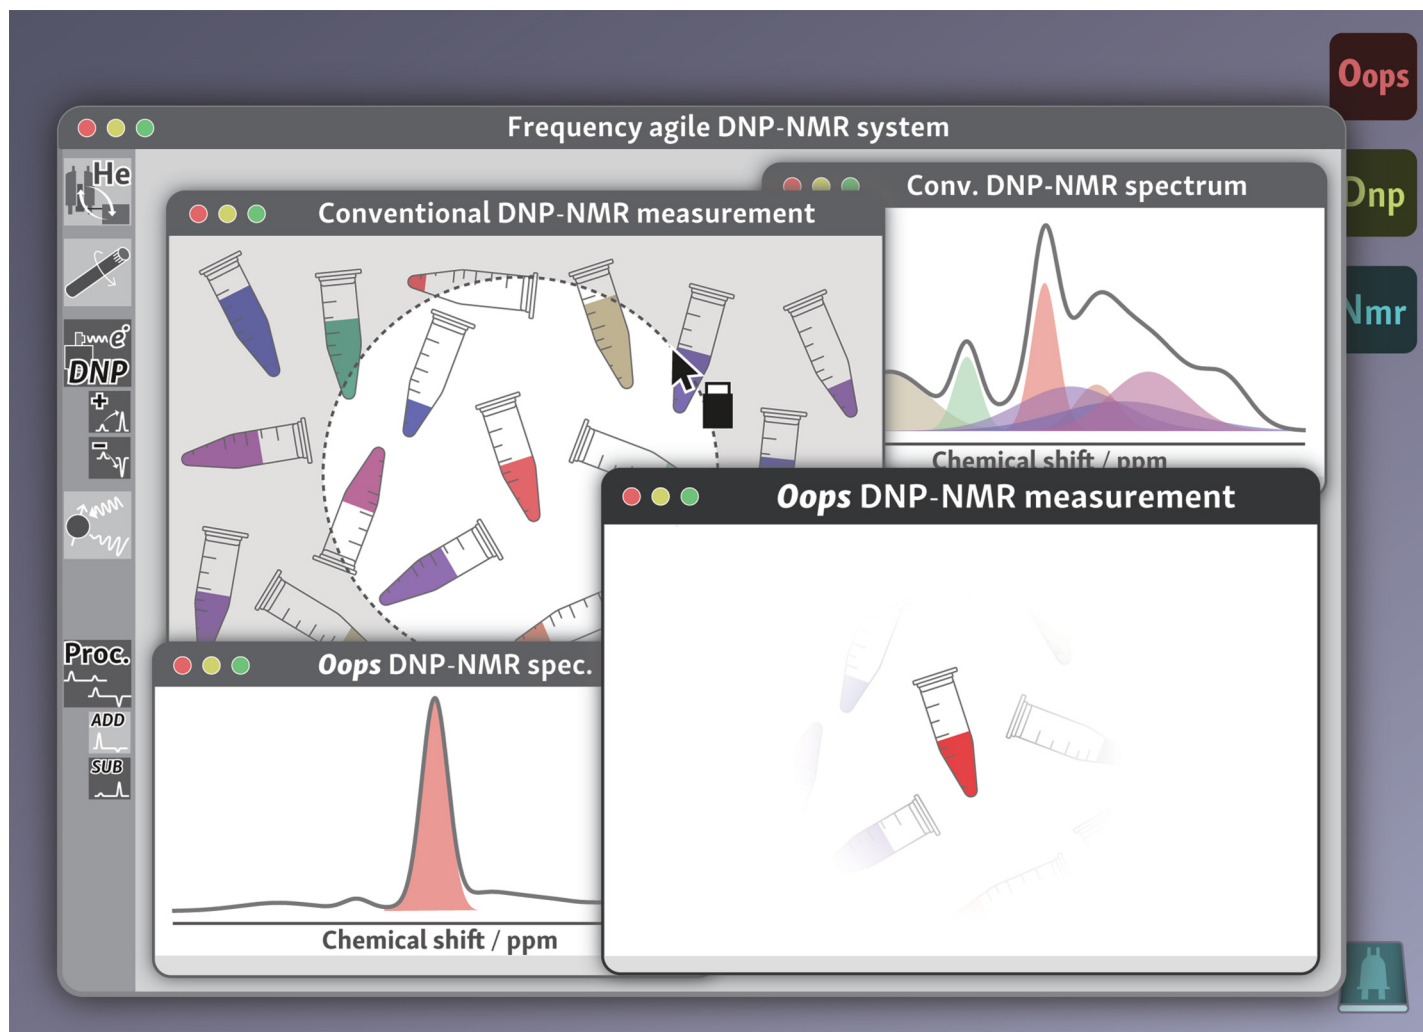 Oops
Frequency agile DNP-NMR system
He
Conv. DNP-NMR spectrum
Dnp
Conventional DNP-NMR measurement
Nmr
e
DNP
+
-
Chemical shift / ppm
Oops DNP-NMR measurement
Proc.
Oops DNP-NMR spec.
ADD
SUB
Chemical shift / ppm